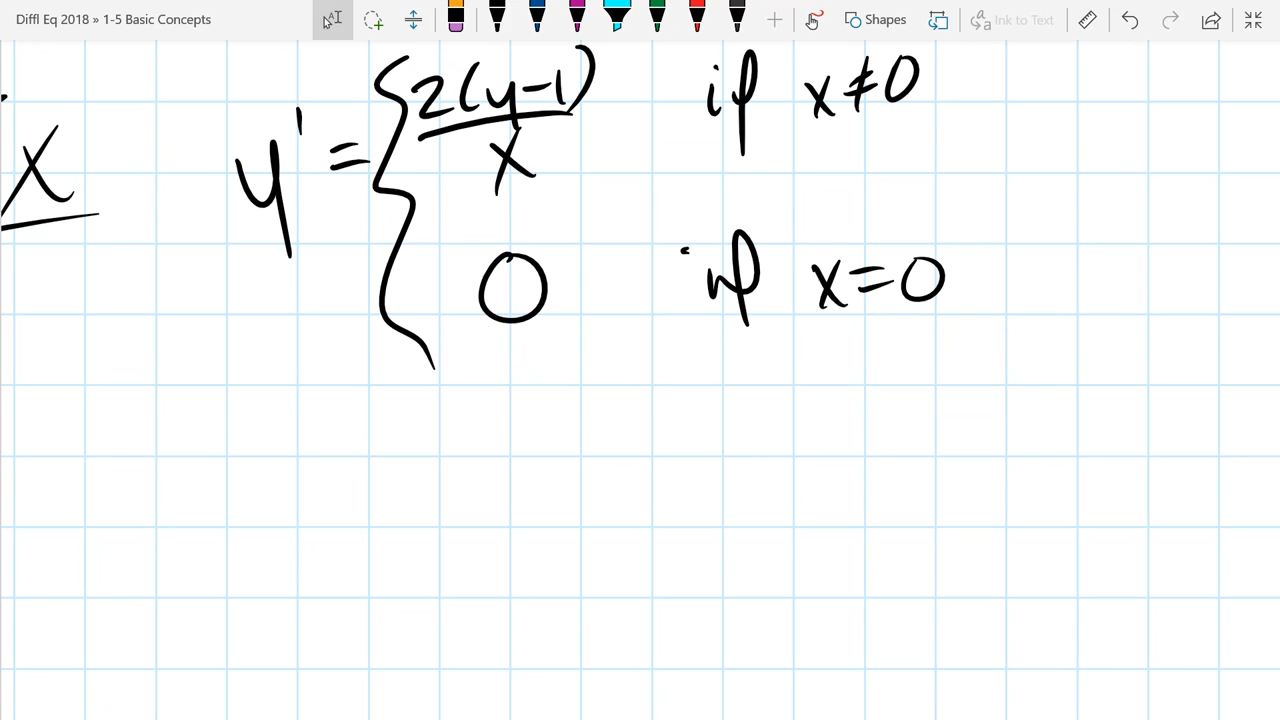 Diffl Eq 2018 » 1-5 Basic Concepts Shapes Ink to Text
x
y' = { 2(y-1)/x if x≠0
0 if x=0